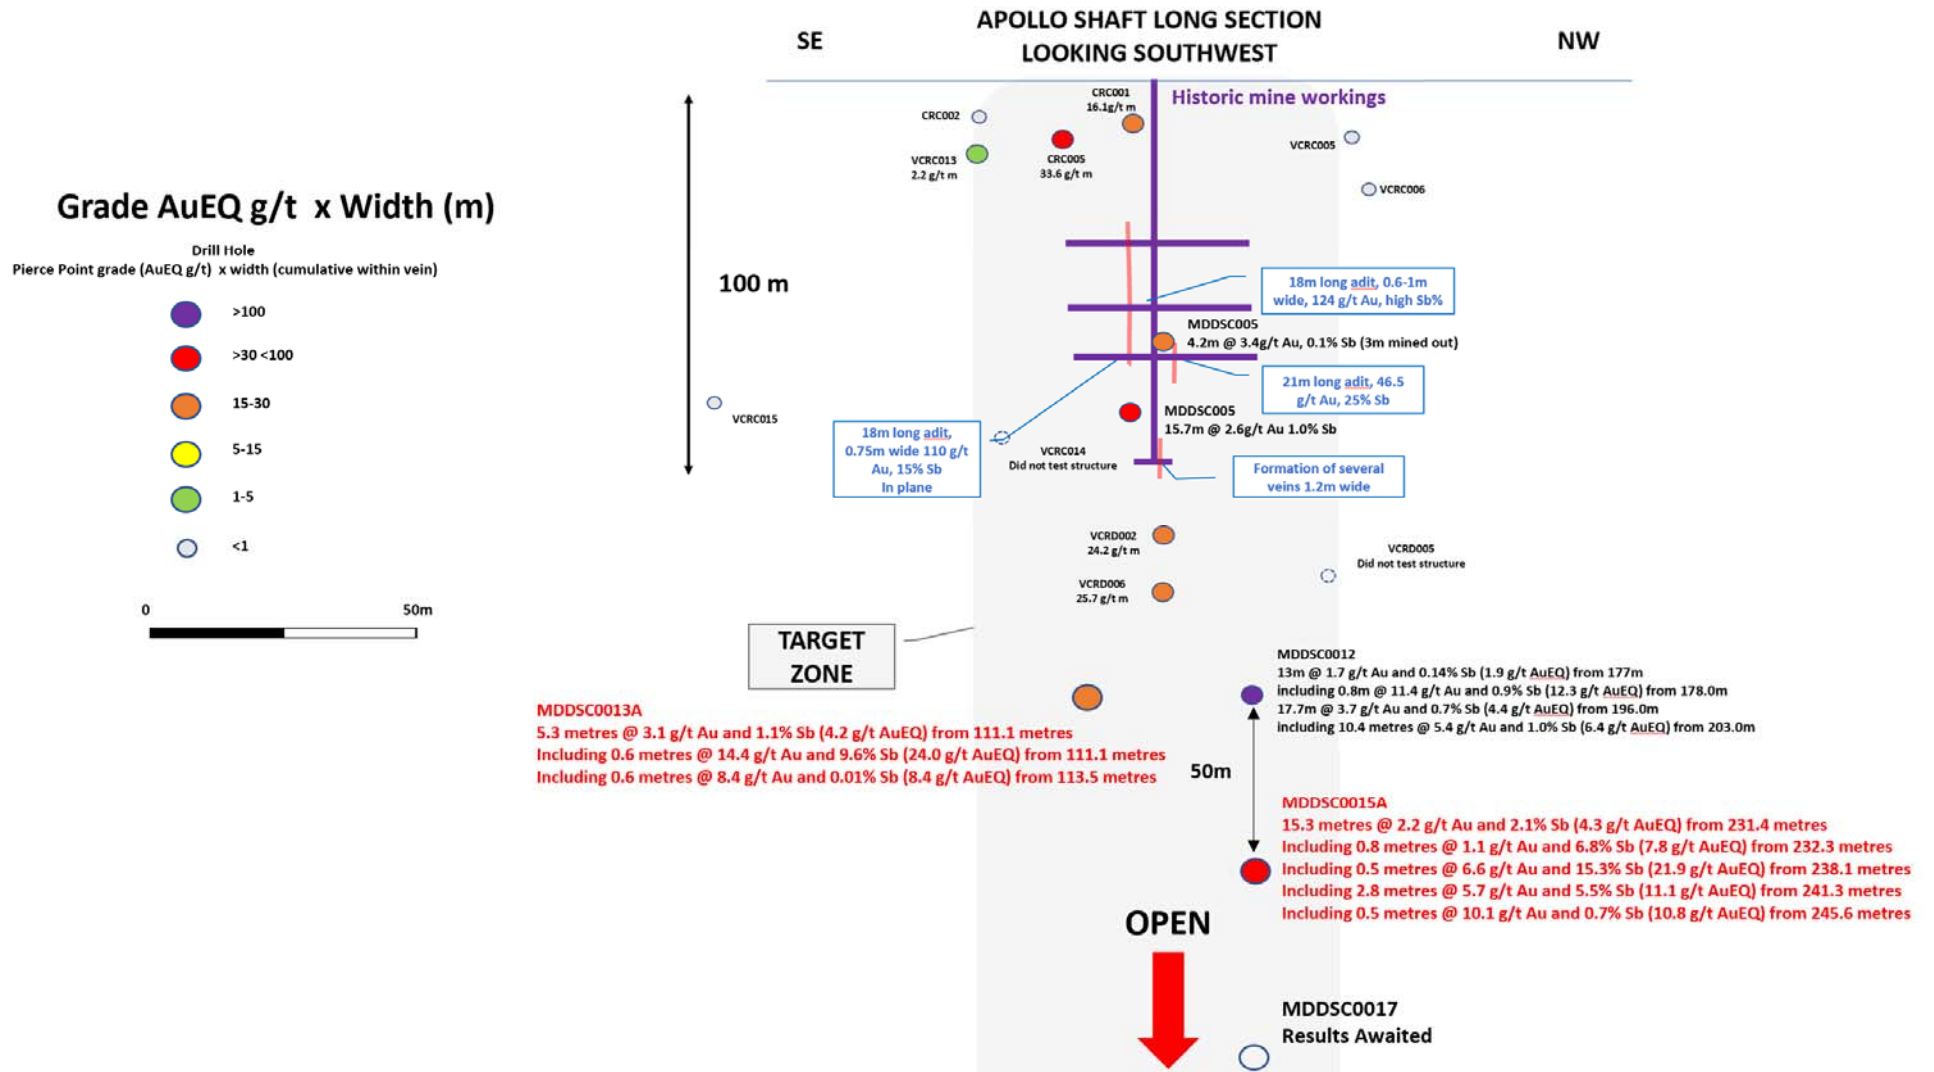 APOLLO SHAFT LONG SECTION
LOOKING SOUTHWEST
SE
NW
Historic mine workings
CRC001
16.1g/t m
CRC002
VCRC013
2.2 g/t m
CRC005
33.6 g/t m
VCRC005
VCRC006
Grade AuEQ g/t x Width (m)
Drill Hole
Pierce Point grade (AuEQ g/t) x width (cumulative within vein)
>100
>30 <100
15-30
5-15
1-5
<1
0
50m
100 m
18m long adit, 0.6-1m
wide, 124 g/t Au, high Sb%
MDDSC005
4.2m @ 3.4g/t Au, 0.1% Sb (3m mined out)
21m long adit, 46.5
g/t Au, 25% Sb
VCRC015
MDDSC005
15.7m @ 2.6g/t Au 1.0% Sb
18m long adit,
0.75m wide 110 g/t
Au, 15% Sb
In plane
VCRC014
Did not test structure
Formation of several
veins 1.2m wide
VCRD002
24.2 g/t m
VCRD005
Did not test structure
VCRD006
25.7 g/t m
TARGET
ZONE
MDDSC0012
13m @ 1.7 g/t Au and 0.14% Sb (1.9 g/t AuEQ) from 177m
including 0.8m @ 11.4 g/t Au and 0.9% Sb (12.3 g/t AuEQ) from 178.0m
17.7m @ 3.7 g/t Au and 0.7% Sb (4.4 g/t AuEQ) from 196.0m
including 10.4 metres @ 5.4 g/t Au and 1.0% Sb (6.4 g/t AuEQ) from 203.0m
MDDSC0013A
5.3 metres @ 3.1 g/t Au and 1.1% Sb (4.2 g/t AuEQ) from 111.1 metres
Including 0.6 metres @ 14.4 g/t Au and 9.6% Sb (24.0 g/t AuEQ) from 111.1 metres
Including 0.6 metres @ 8.4 g/t Au and 0.01% Sb (8.4 g/t AuEQ) from 113.5 metres
50m
MDDSC0015A
15.3 metres @ 2.2 g/t Au and 2.1% Sb (4.3 g/t AuEQ) from 231.4 metres
Including 0.8 metres @ 1.1 g/t Au and 6.8% Sb (7.8 g/t AuEQ) from 232.3 metres
Including 0.5 metres @ 6.6 g/t Au and 15.3% Sb (21.9 g/t AuEQ) from 238.1 metres
Including 2.8 metres @ 5.7 g/t Au and 5.5% Sb (11.1 g/t AuEQ) from 241.3 metres
Including 0.5 metres @ 10.1 g/t Au and 0.7% Sb (10.8 g/t AuEQ) from 245.6 metres
OPEN
MDDSC0017
Results Awaited